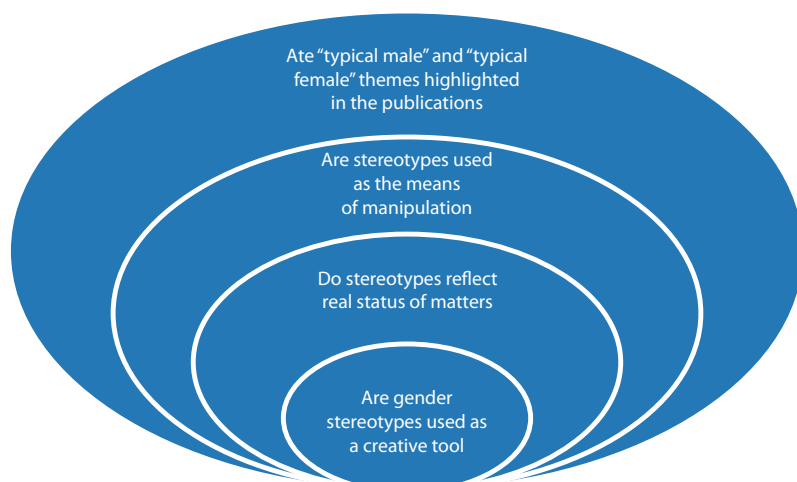 Ate “typical male” and “typical
female” themes highlighted
in the publications
Are stereotypes used
as the means
of manipulation
Do stereotypes reflect
real status of matters
Are gender
stereotypes used as
a creative tool